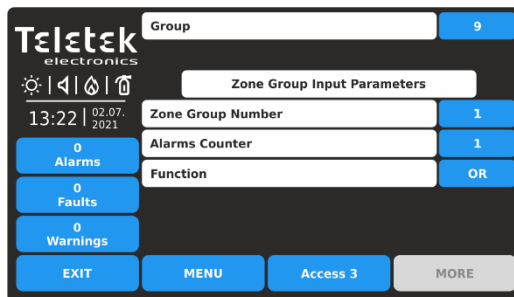 Teletek
electronics
13:22
02.07.
2021
0
Alarms
0
Faults
0
Warnings
EXIT
Group
9
Zone Group Input Parameters
Zone Group Number
1
Alarms Counter
1
Function
OR
MENU
Access 3
MORE